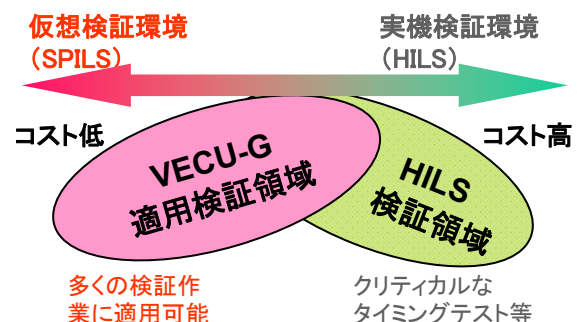 仮想検証環境
（SPILS）
実機検証環境
（HILS）
コスト低
コスト高
VECU-G
適用検証領域
HILS
検証領域
多くの検証作
業に適用可能
クリティカルな
タイミングテスト等